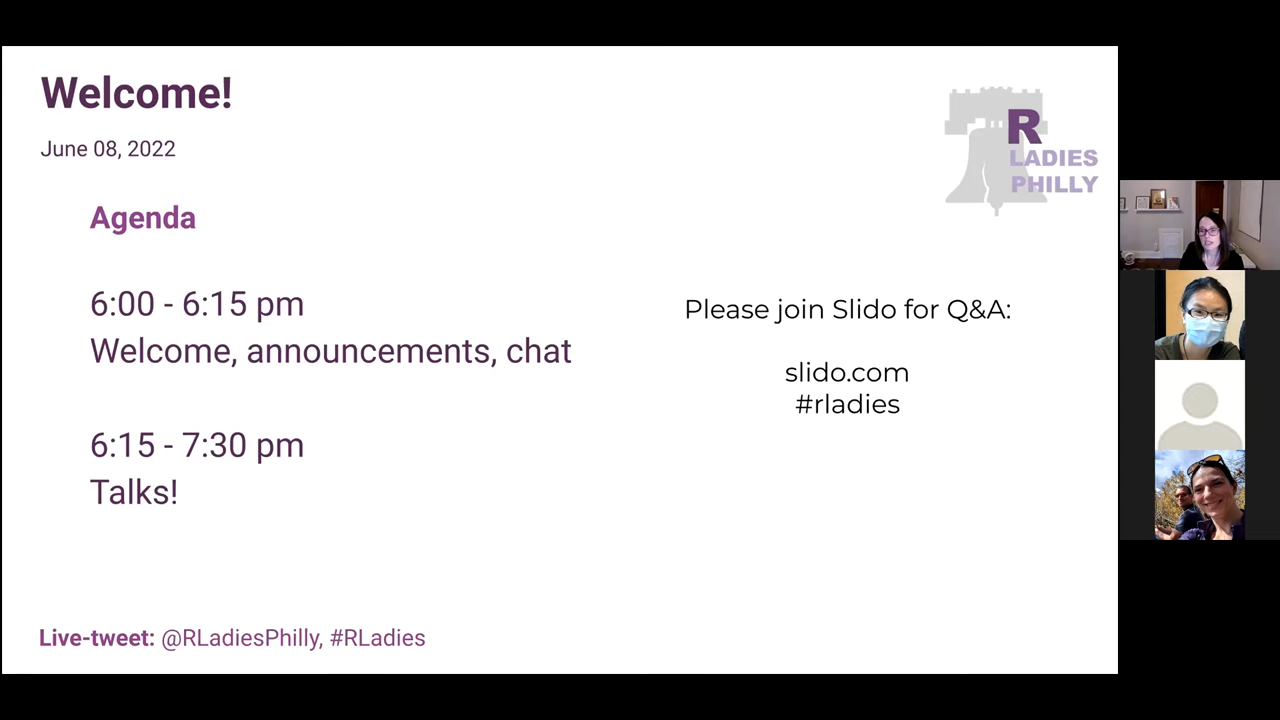 Welcome!
June 08, 2022
R
LADIES
PHILLY
Agenda
6:00 - 6:15 pm
Welcome, announcements, chat
6:15 - 7:30 pm
Talks!
Please join Slido for Q&A:
slido.com
#rladies
Live-tweet: @RLadiesPhilly, #RLadies